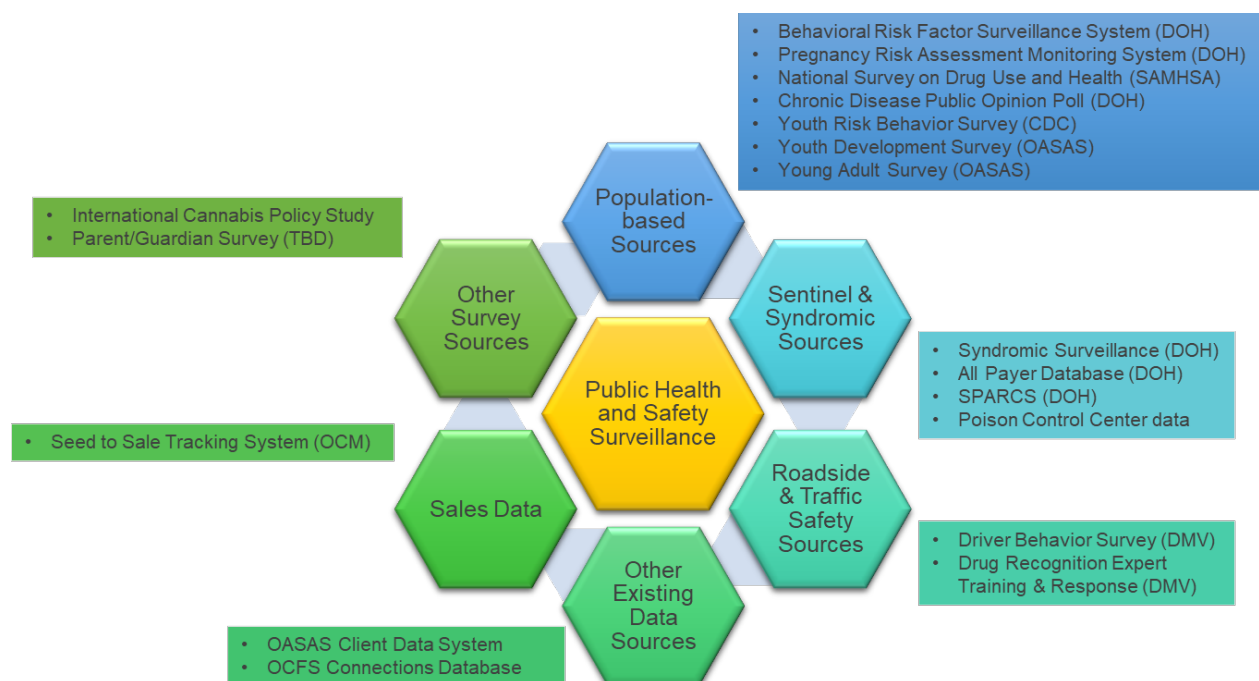 • Behavioral Risk Factor Surveillance System (DOH)
• Pregnancy Risk Assessment Monitoring System (DOH)
• National Survey on Drug Use and Health (SAMHSA)
• Chronic Disease Public Opinion Poll (DOH)
• Youth Risk Behavior Survey (CDC)
• Youth Development Survey (OASAS)
• Young Adult Survey (OASAS)
Population-
based
Sources
• International Cannabis Policy Study
• Parent/Guardian Survey (TBD)
Other
Survey
Sources
Sentinel &
Syndromic
Sources
• Syndromic Surveillance (DOH)
• All Payer Database (DOH)
• SPARCS (DOH)
• Poison Control Center data
Public Health
and Safety
Surveillance
• Seed to Sale Tracking System (OCM)
Sales Data
Roadside
& Traffic
Safety
Sources
• Driver Behavior Survey (DMV)
• Drug Recognition Expert
Training & Response (DMV)
Other
Existing
Data
Sources
• OASAS Client Data System
• OCFS Connections Database